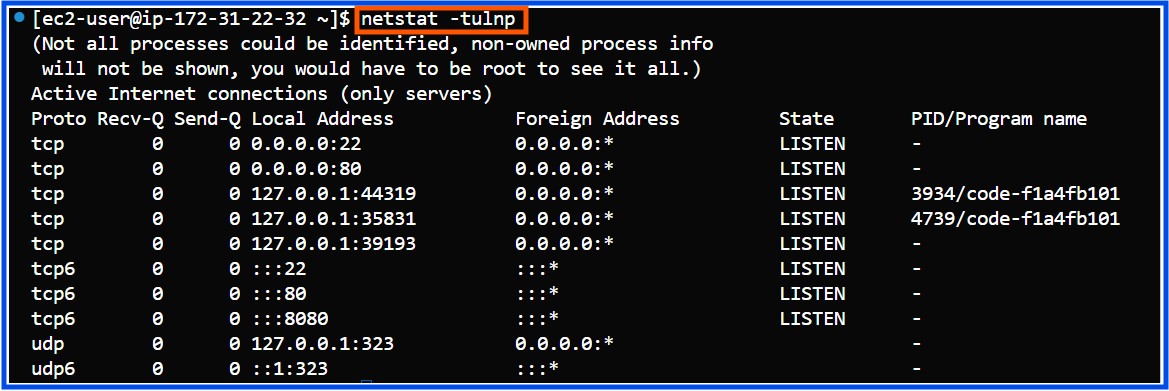 [ec2-user@ip-172-31-22-32 ~]$ netstat -tulnp
(Not all processes could be identified, non-owned process info
 will not be shown, you would have to be root to see it all.)
Active Internet connections (only servers)
Proto Recv-Q Send-Q Local Address           Foreign Address         State       PID/Program name
tcp        0      0 0.0.0.0:22              0.0.0.0:*               LISTEN      -
tcp        0      0 0.0.0.0:80              0.0.0.0:*               LISTEN      -
tcp        0      0 127.0.0.1:44319         0.0.0.0:*               LISTEN      3934/code-f1a4fb101
tcp        0      0 127.0.0.1:35831         0.0.0.0:*               LISTEN      4739/code-f1a4fb101
tcp        0      0 127.0.0.1:39193         0.0.0.0:*               LISTEN      -
tcp6       0      0 :::22                   :::*                    LISTEN      -
tcp6       0      0 :::80                   :::*                    LISTEN      -
tcp6       0      0 :::8080                 :::*                    LISTEN      -
udp        0      0 127.0.0.1:323           0.0.0.0:*                           -
udp6       0      0 ::1:323                 :::*                                -